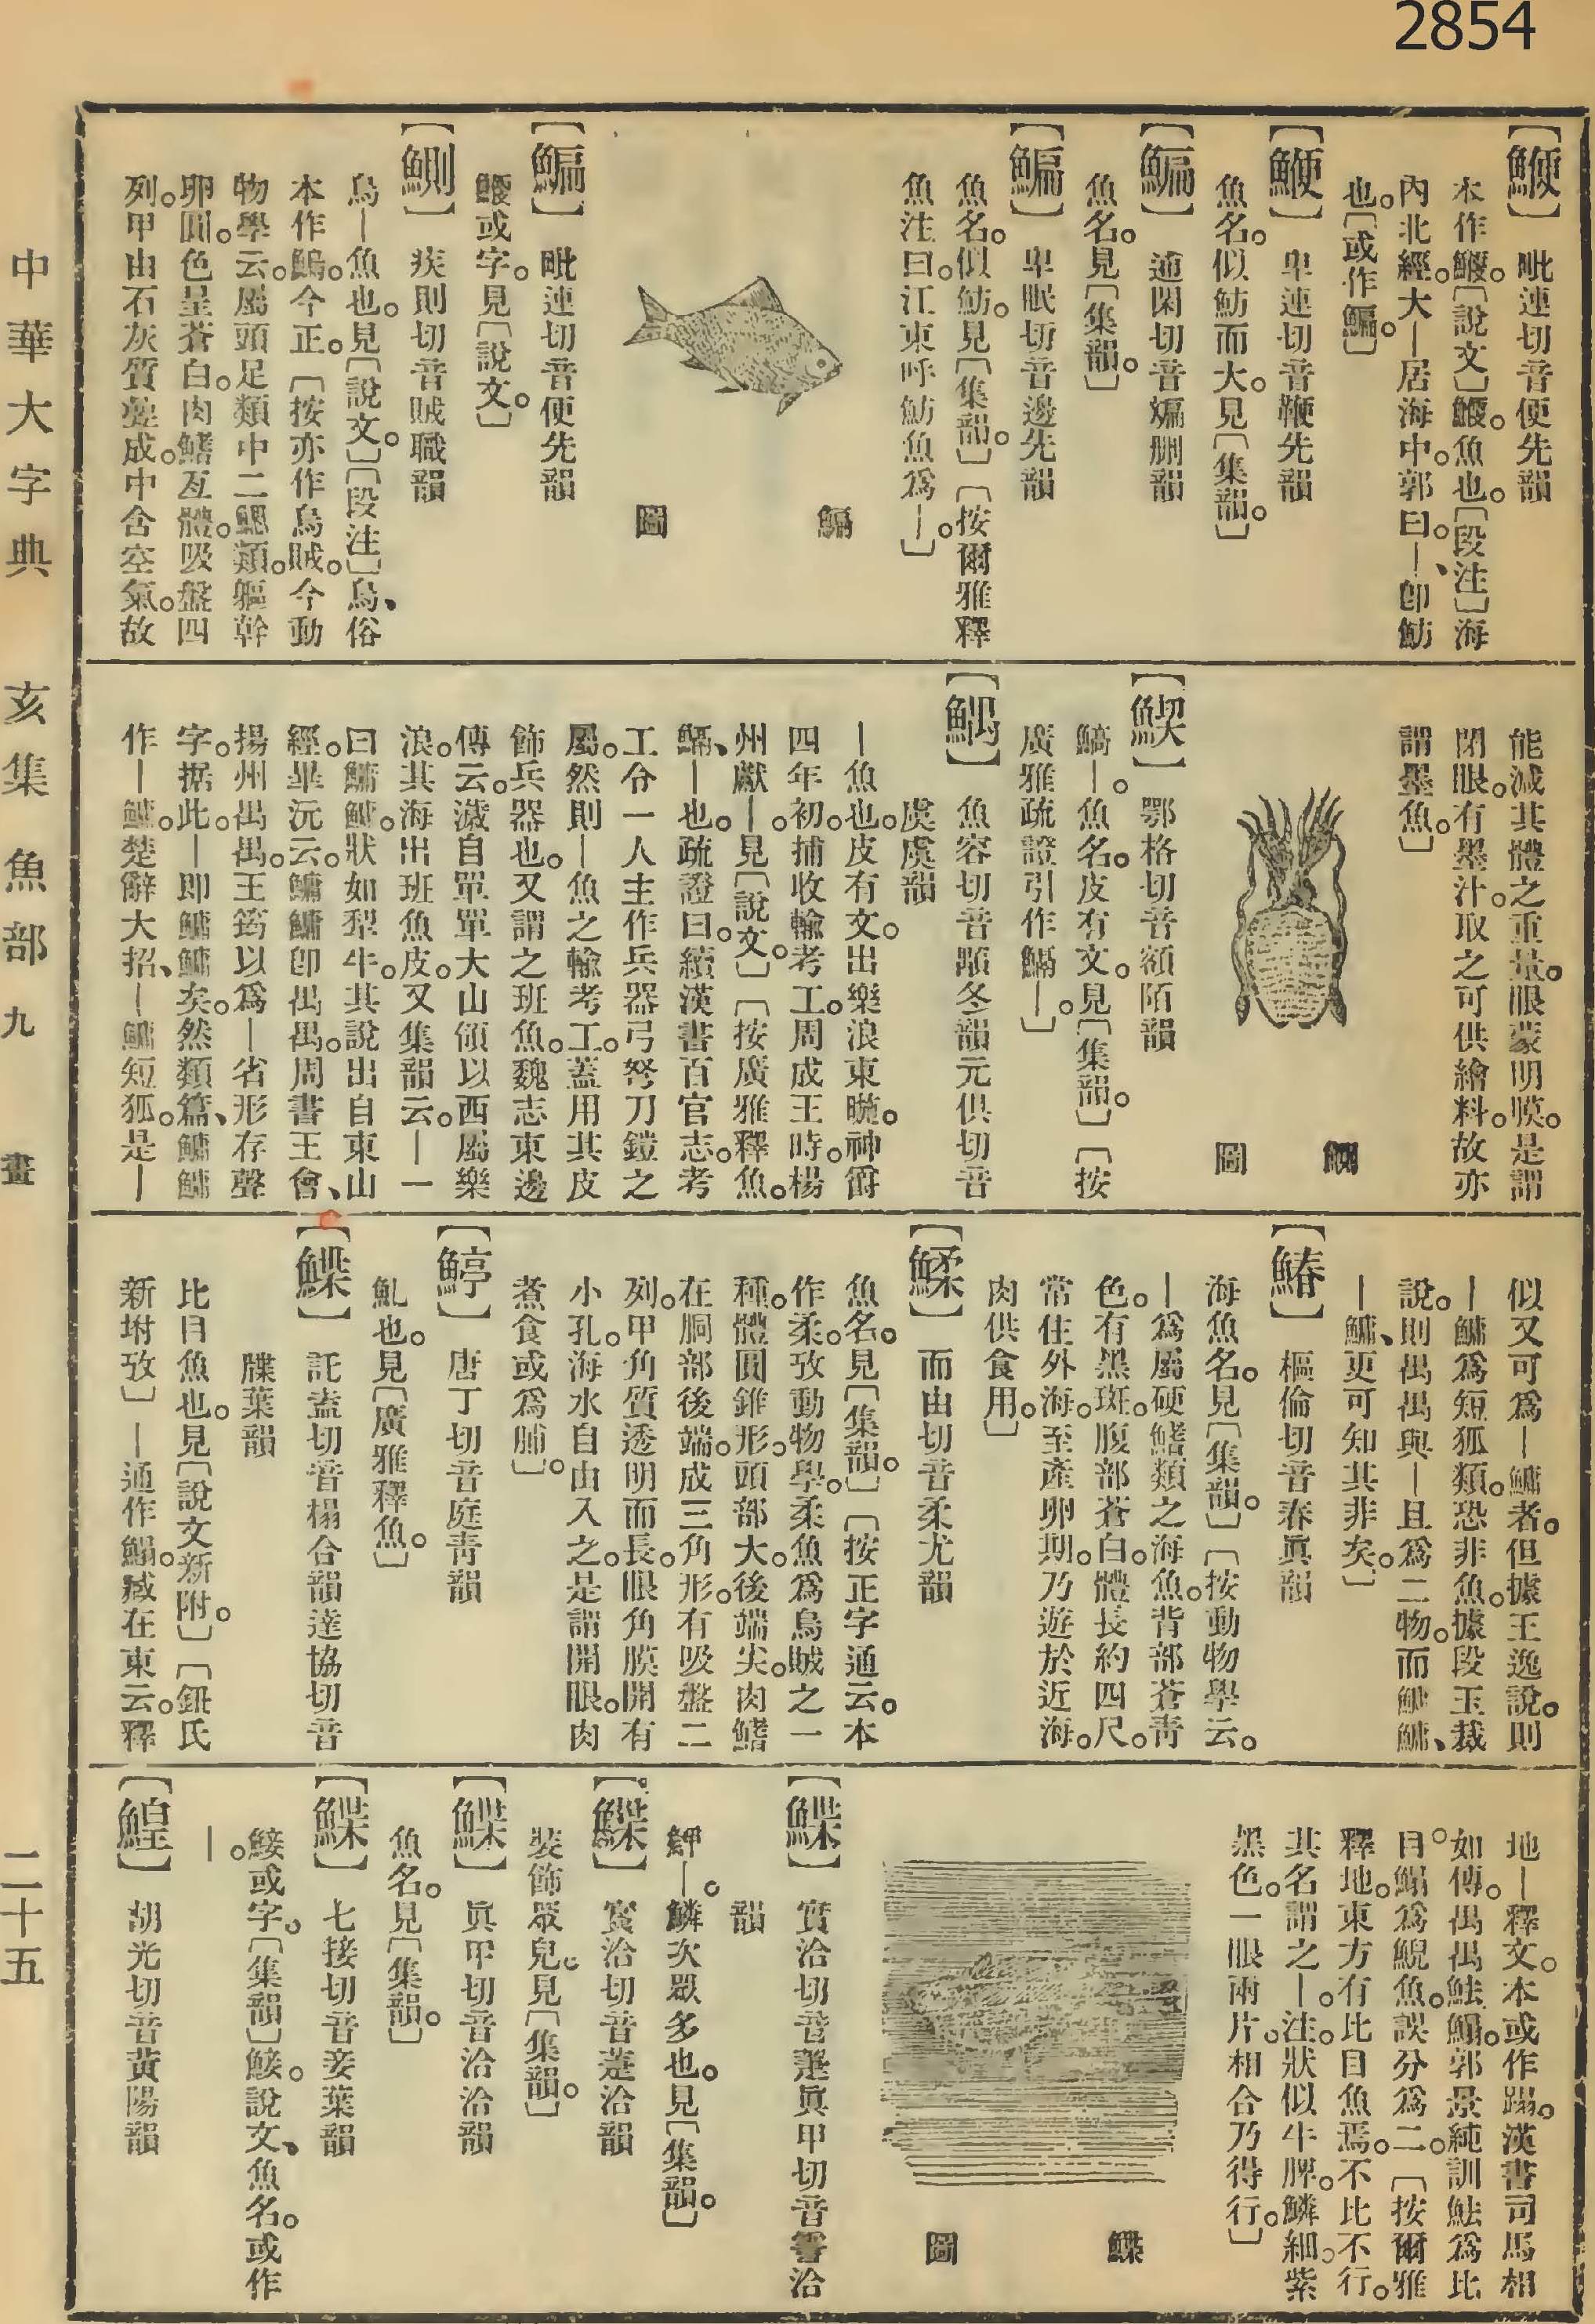 2854
【鯾】毗連切音便先韻
本作鯾。〔說文〕鯾。魚也。〔段注〕海
內北經。大—居海中。郭曰。—、卽魴
也。〔或作鯿。〕
【鯾】卑連切音鞭先韻
魚名。似魴而大。見〔集韻。〕
【鯿】逋閑切音斒刪韻
魚名。見〔集韻。〕
【鯿】卑眠切音邊先韻
魚名。似魴。見〔集韻。〕〔按爾雅釋
魚注曰。江東呼魴魚爲—。〕
鯿圖
【鯿】毗連切音便先韻
鯾或字。見〔說文。〕
【鰂】疾則切音賊職韻
烏—魚也。見〔說文。〕〔段注〕烏、俗
本作鰞。今正。〔按亦作烏賊。今動
物學云。屬頭足類中二鰓類。軀幹
卵圓。色呈蒼白。肉鰭亙體。吸盤四
列。甲由石灰質造成。中含空氣。故
能減其體之重量。眼蒙明膜。是謂
閉眼。有墨汁。取之可供繪料。故亦
謂墨魚。〕
鰂圖
【鰐】鄂格切音額陌韻
鰝—。魚名。皮有文。見〔集韻。〕〔按
廣雅疏證引作鯣—。〕
【鰅】魚容切音顒冬韻元俱切音
虞虞韻
—魚也。皮有文。出樂浪東暆。神爵
四年。初。捕收輸考工。周成王時。楊
州獻—。見〔說文。〕〔按廣雅釋魚。
鰨、—也。疏證曰。續漢書百官志。考
工令一人主作兵器弓弩刀鎧之
屬。然則—魚之輸考工。蓋用其皮
飾兵器也。又謂之班魚。魏志東邊
傳云。濊自單單大山領以西屬樂
浪。其海出班魚皮。又集韻云。—一
曰鱅鱅。狀如犁牛。其說出自東山
經。畢沅云。鱅鱅卽禺禺。周書王會、
揚州禺禺。王筠以爲—省形存聲
字。据此。—卽鱅鱅矣。然類篇、鱅鱅
作—鱅。楚辭大招、—鱅短狐。是—
似又可爲—鱅者。但據王逸說。則
—鱅爲短狐類。恐非魚。據段玉裁
說。則禺禺與—且爲二物。而魼鱅、
—鱅、更可知其非矣。〕
【鰆】樞倫切音春眞韻
海魚名。見〔集韻。〕〔按動物學云。
—爲屬硬鰭類之海魚。背部蒼靑
色。有黑斑。腹部蒼白。體長約四尺。
常住外海。至產卵期。乃遊於近海。
肉供食用。〕
【鰇】而由切音柔尤韻
魚名。見〔集韻。〕〔按正字通云。本
作柔。攷動物學。柔魚爲烏賊之一
種。體圓錐形。頭部大。後端尖。肉鰭
在胴部後端。成三角形。有吸盤二
列。甲角質透明而長。眼角膜開有
小孔。海水自由入之。是謂開眼。肉
煮食或爲脯。〕
【鯙】唐丁切音庭靑韻
魤也。見〔廣雅釋魚。〕
【鰈】託盍切音榻合韻達協切音
牒葉韻
比目魚也。見〔說文新附。〕〔鈕氏
新坿攷〕—通作鰨。臧在東云。釋
地—釋文。本或作蹋。漢書司馬相
如傳。禺禺魼鰨。郭景純訓魼爲比
目。鰨爲鯢魚。誤分爲二。〔按爾雅
釋地。東方有比目魚焉。不比不行。
其名謂之—。注。狀似牛脾。鱗細。紫
黑色。一眼兩片。相合乃得行。〕
鰈圖
【鰈】實洽切音箑眞甲切音霅洽
韻
魻—。鱗次眾多也。見〔集韻。〕
【鰈】實洽切音萐洽韻
裝飾眾皃。見〔集韻。〕
【鰈】眞甲切音洽洽韻
魚名。見〔集韻。〕
【鰈】七接切音妾葉韻
鯜或字。〔集韻〕鯜。說文、魚名。或作
—。
【鰉】胡光切音黃陽韻
中華大字典 亥集 魚部 九畫 二十五